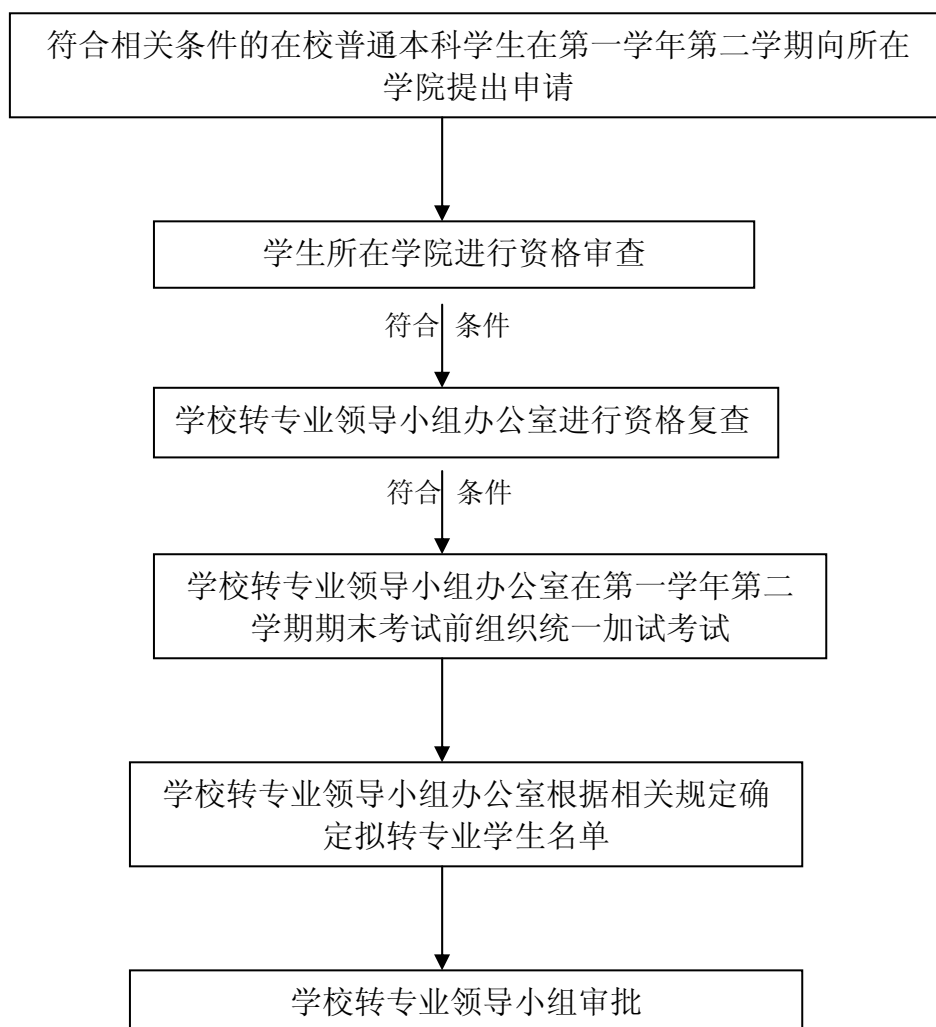 符合相关条件的在校普通本科学生在第一学年第二学期向所在
学院提出申请
学生所在学院进行资格审查
符合 条件
学校转专业领导小组办公室进行资格复查
符合 条件
学校转专业领导小组办公室在第一学年第二
学期期末考试前组织统一加试考试
学校转专业领导小组办公室根据相关规定确
定拟转专业学生名单
学校转专业领导小组审批